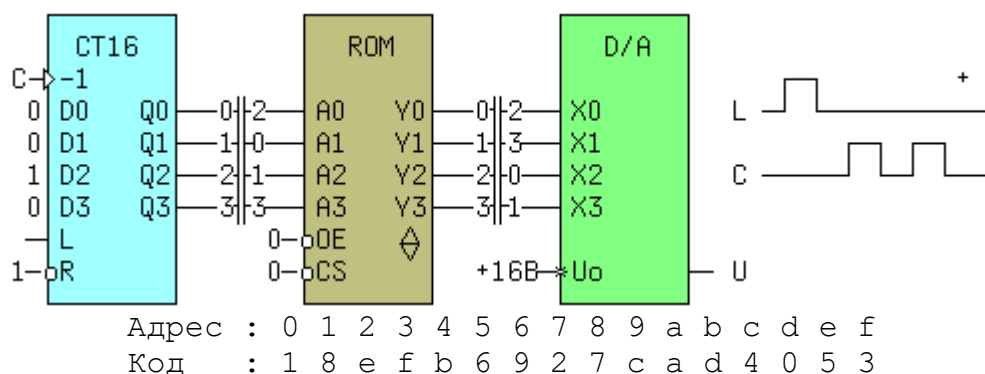 CT16 ROM D/A
C -1
0 D0 Q0 0 2 A0 Y0 0 2 X0 L +
0 D1 Q1 1 0 A1 Y1 1 3 X1
1 D2 Q2 2 1 A2 Y2 2 0 X2 C
0 D3 Q3 3 3 A3 Y3 3 1 X3
L 0 OE
1 R 0 CS +16В Uo U
Адрес : 0 1 2 3 4 5 6 7 8 9 a b c d e f
Код : 1 8 e f b 6 9 2 7 c a d 4 0 5 3